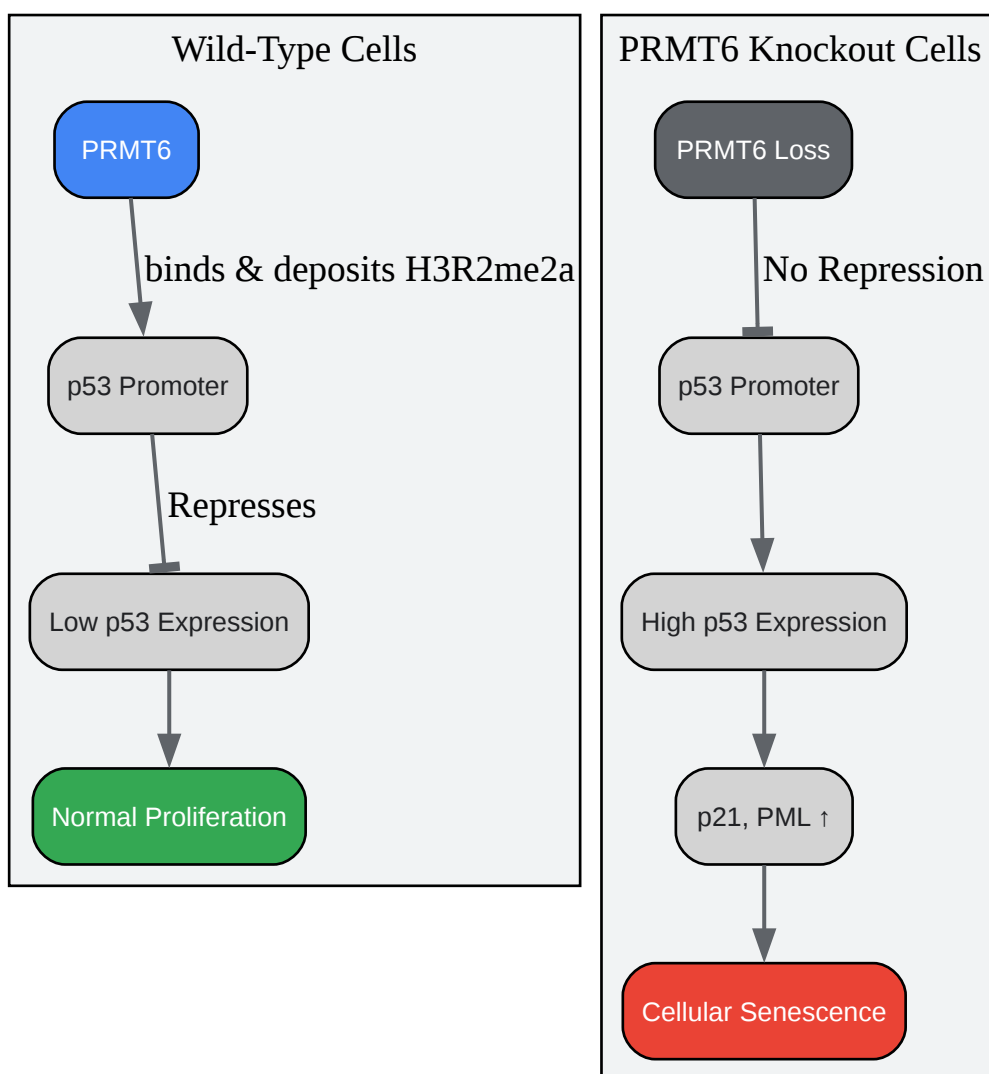 Wild-Type Cells
PRMT6
binds & deposits H3R2me2a
p53 Promoter
Represses
Low p53 Expression
Normal Proliferation
PRMT6 Knockout Cells
PRMT6 Loss
No Repression
p53 Promoter
High p53 Expression
p21, PML ↑
Cellular Senescence